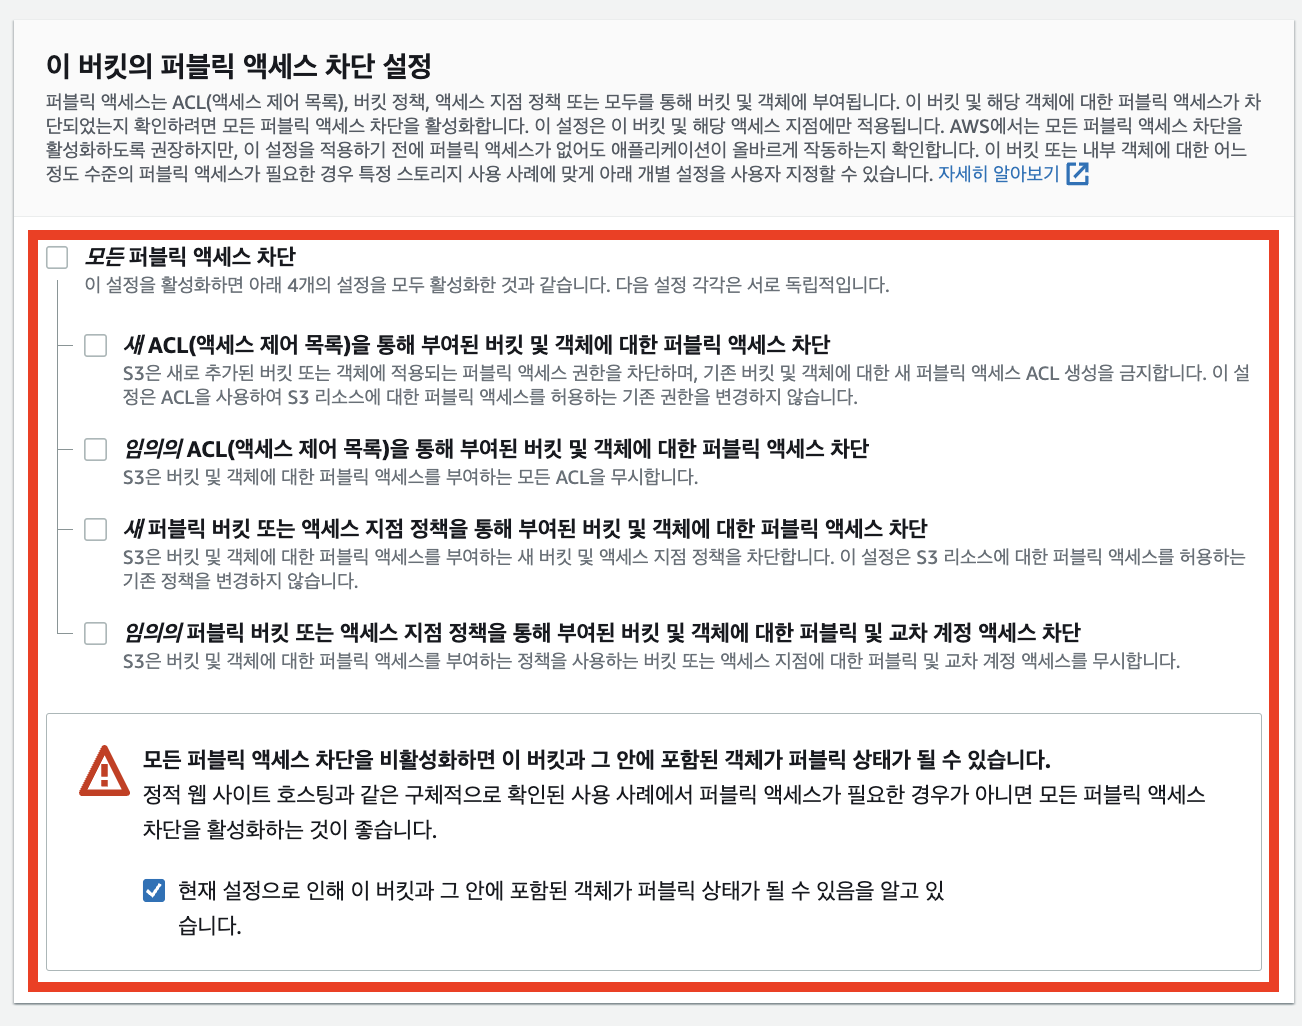 이 버킷의 퍼블릭 액세스 차단 설정
퍼블릭 액세스는 ACL(액세스 제어 목록), 버킷 정책, 액세스 지점 정책 또는 모두를 통해 버킷 및 객체에 부여됩니다. 이 버킷 및 해당 객체에 대한 퍼블릭 액세스가 차
단되었는지 확인하려면 모든 퍼블릭 액세스 차단을 활성화합니다. 이 설정은 이 버킷 및 해당 액세스 지점에만 적용됩니다. AWS에서는 모든 퍼블릭 액세스 차단을
활성화하도록 권장하지만, 이 설정을 적용하기 전에 퍼블릭 액세스가 없어도 애플리케이션이 올바르게 작동하는지 확인합니다. 이 버킷 또는 내부 객체에 대한 어느
정도 수준의 퍼블릭 액세스가 필요한 경우 특정 스토리지 사용 사례에 맞게 아래 개별 설정을 사용자 지정할 수 있습니다. 자세히 알아보기
모든 퍼블릭 액세스 차단
이 설정을 활성화하면 아래 4개의 설정을 모두 활성화한 것과 같습니다. 다음 설정 각각은 서로 독립적입니다.
새 ACL(액세스 제어 목록)을 통해 부여된 버킷 및 객체에 대한 퍼블릭 액세스 차단
S3은 새로 추가된 버킷 또는 객체에 적용되는 퍼블릭 액세스 권한을 차단하며, 기존 버킷 및 객체에 대한 새 퍼블릭 액세스 ACL 생성을 금지합니다. 이 설
정은 ACL을 사용하여 S3 리소스에 대한 퍼블릭 액세스를 허용하는 기존 권한을 변경하지 않습니다.
임의의 ACL(액세스 제어 목록)을 통해 부여된 버킷 및 객체에 대한 퍼블릭 액세스 차단
S3은 버킷 및 객체에 대한 퍼블릭 액세스를 부여하는 모든 ACL을 무시합니다.
새 퍼블릭 버킷 또는 액세스 지점 정책을 통해 부여된 버킷 및 객체에 대한 퍼블릭 액세스 차단
S3은 버킷 및 객체에 대한 퍼블릭 액세스를 부여하는 새 버킷 및 액세스 지점 정책을 차단합니다. 이 설정은 S3 리소스에 대한 퍼블릭 액세스를 허용하는
기존 정책을 변경하지 않습니다.
임의의 퍼블릭 버킷 또는 액세스 지점 정책을 통해 부여된 버킷 및 객체에 대한 퍼블릭 및 교차 계정 액세스 차단
S3은 버킷 및 객체에 대한 퍼블릭 액세스를 부여하는 정책을 사용하는 버킷 또는 액세스 지점에 대한 퍼블릭 및 교차 계정 액세스를 무시합니다.
모든 퍼블릭 액세스 차단을 비활성화하면 이 버킷과 그 안에 포함된 객체가 퍼블릭 상태가 될 수 있습니다.
정적 웹 사이트 호스팅과 같은 구체적으로 확인된 사용 사례에서 퍼블릭 액세스가 필요한 경우가 아니면 모든 퍼블릭 액세스
차단을 활성화하는 것이 좋습니다.
현재 설정으로 인해 이 버킷과 그 안에 포함된 객체가 퍼블릭 상태가 될 수 있음을 알고 있
습니다.